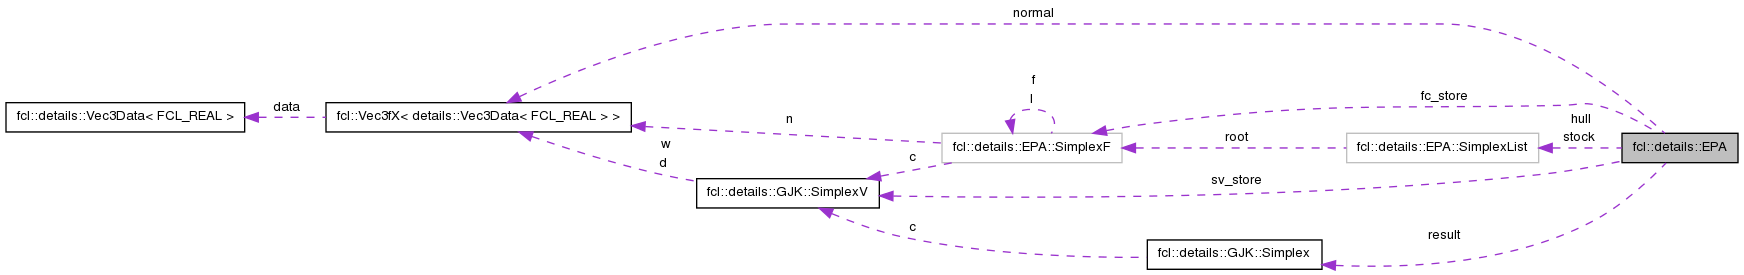 normal
f
l
fc_store
data
hull
stock
fcl::details::Vec3Data< FCL_REAL >
fcl::Vec3fX< details::Vec3Data< FCL_REAL > >
n
root
w
d
fcl::details::EPA::SimplexF
fcl::details::EPA::SimplexList
fcl::details::EPA
c
sv_store
fcl::details::GJK::SimplexV
c
result
fcl::details::GJK::Simplex